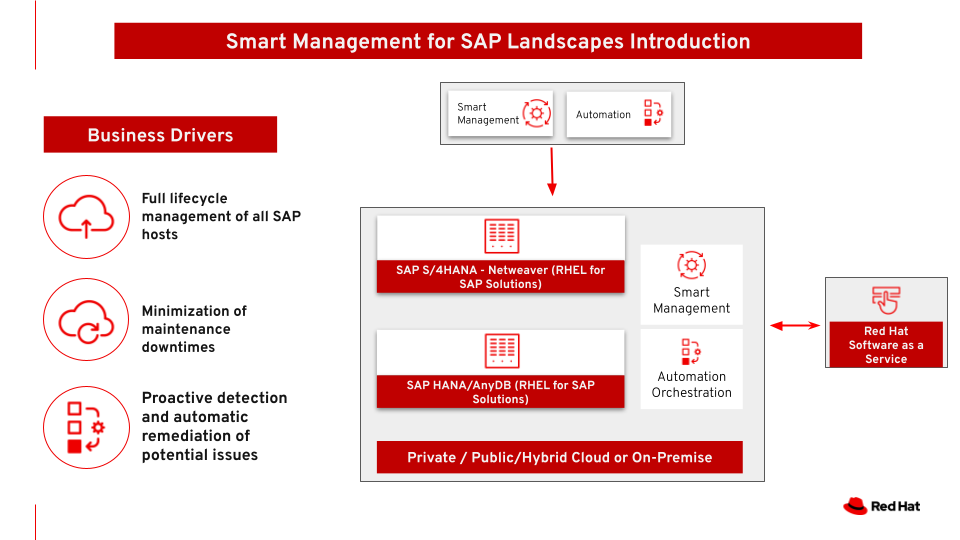 Smart Management for SAP Landscapes Introduction
Business Drivers
Full lifecycle
management of all SAP
hosts
Minimization of
maintenance
downtimes
Proactive detection
and automatic
remediation of
potential issues
Smart
Management
Automation
SAP S/4HANA - Netweaver (RHEL for
SAP Solutions)
SAP HANA/AnyDB (RHEL for SAP
Solutions)
Smart
Management
Automation
Orchestration
Private / Public/Hybrid Cloud or On-Premise
Red Hat
Software as a
Service
Red Hat